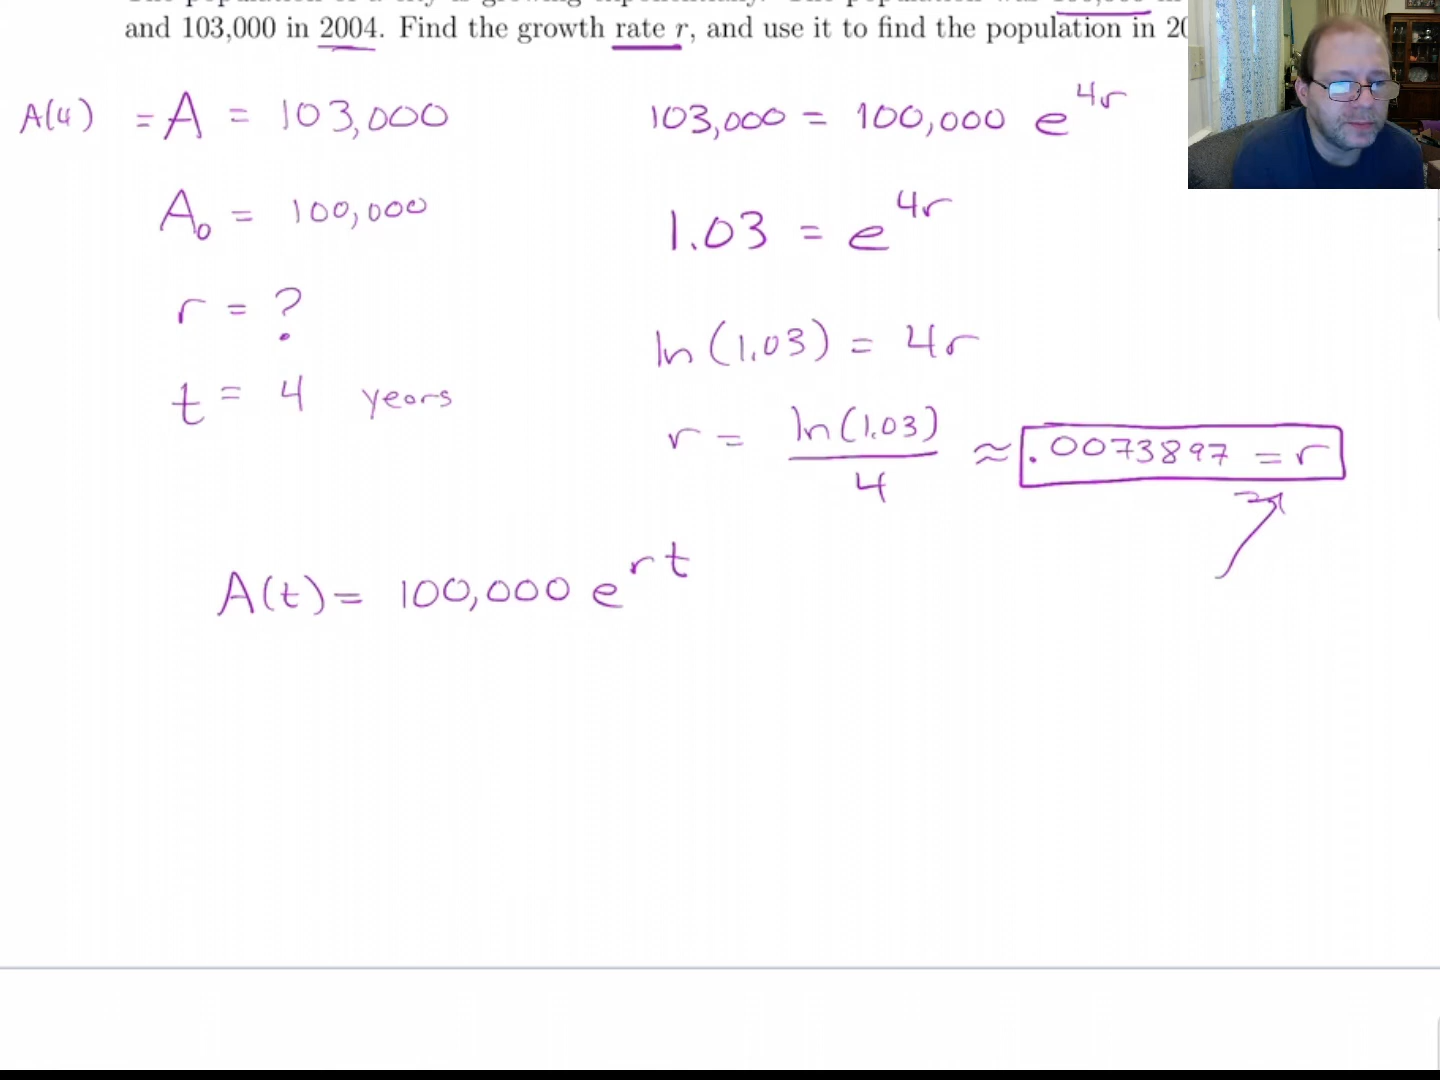 and 103,000 in 2004. Find the growth rate r, and use it to find the population in
A(4) = A = 103,000
A₀ = 100,000
r = ?
t = 4 years
103,000 = 100,000 e^{4r}
1.03 = e^{4r}
ln(1.03) = 4r
r = ln(1.03)/4 ≈ .0073897 = r
A(t) = 100,000 e^{rt}